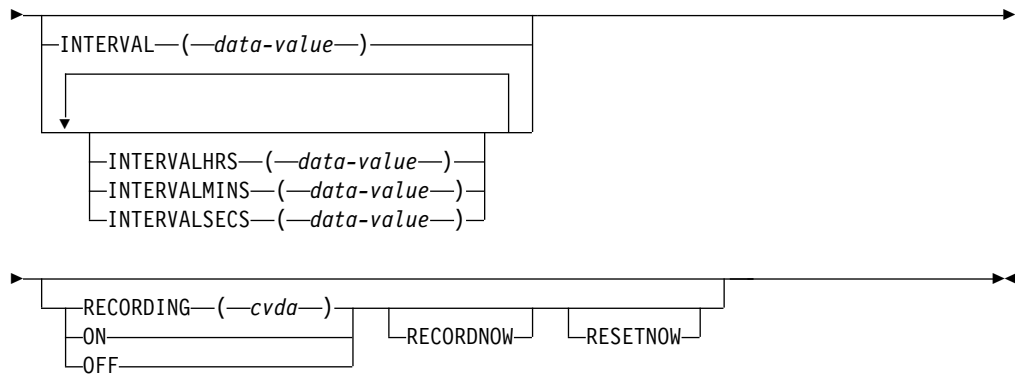 INTERVAL ( data-value )
INTERVALHRS ( data-value )
INTERVALMINS ( data-value )
INTERVALSECS ( data-value )
RECORDING ( cvda )
ON
OFF
RECORDNOW
RESETNOW